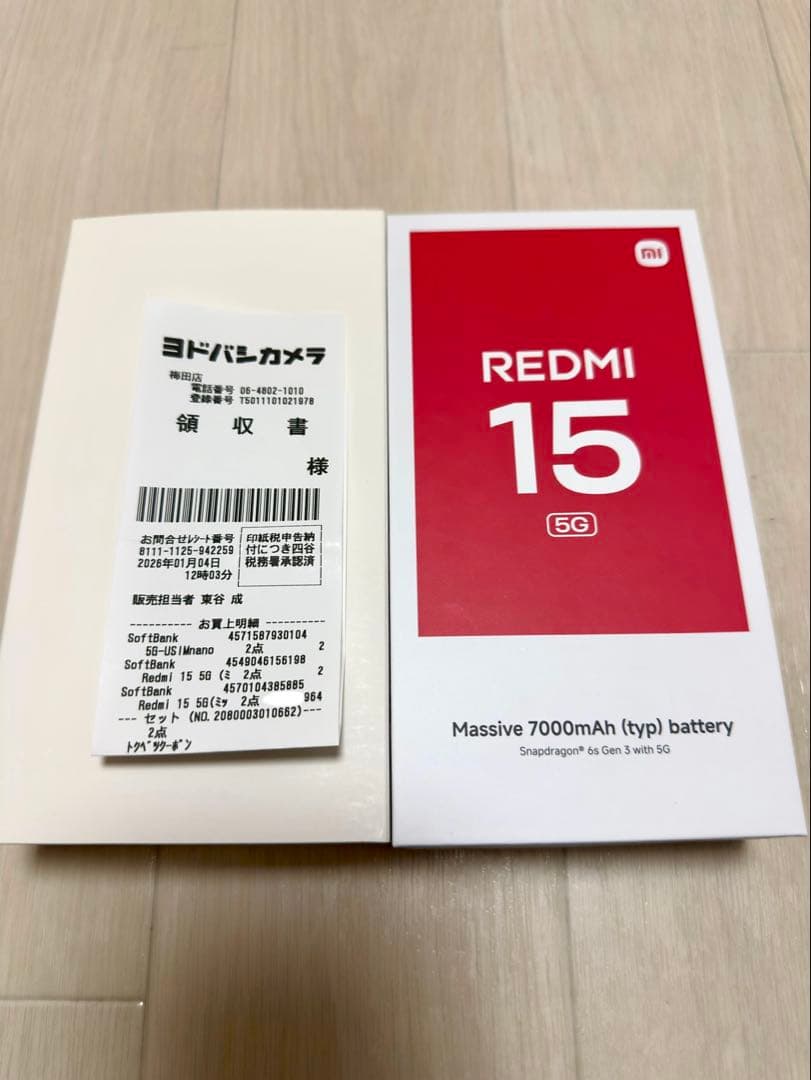 ヨドバシカメラ
梅田店
電話番号 06-4802-1010
登録番号 T5011101021978
領 収 書
様
お問合せレシート番号
8111-1125-942259
2026年01月04日
12時03分
印紙税申告納
付につき四谷
税務署承認済
販売担当者 東谷 成
---------- お買上明細 ----------
SoftBank 4571587930104
5G-USIMnano 2点 2
SoftBank 4549046156198
Redmi 15 5G (ミ 2点 2
SoftBank 4570104385885
Redmi 15 5G(ミッ 2点 964
--- セット (NO. 2080003010662)---
2点
トクベツクーポン
mi
REDMI
15
5G
Massive 7000mAh (typ) battery
Snapdragon® 6s Gen 3 with 5G